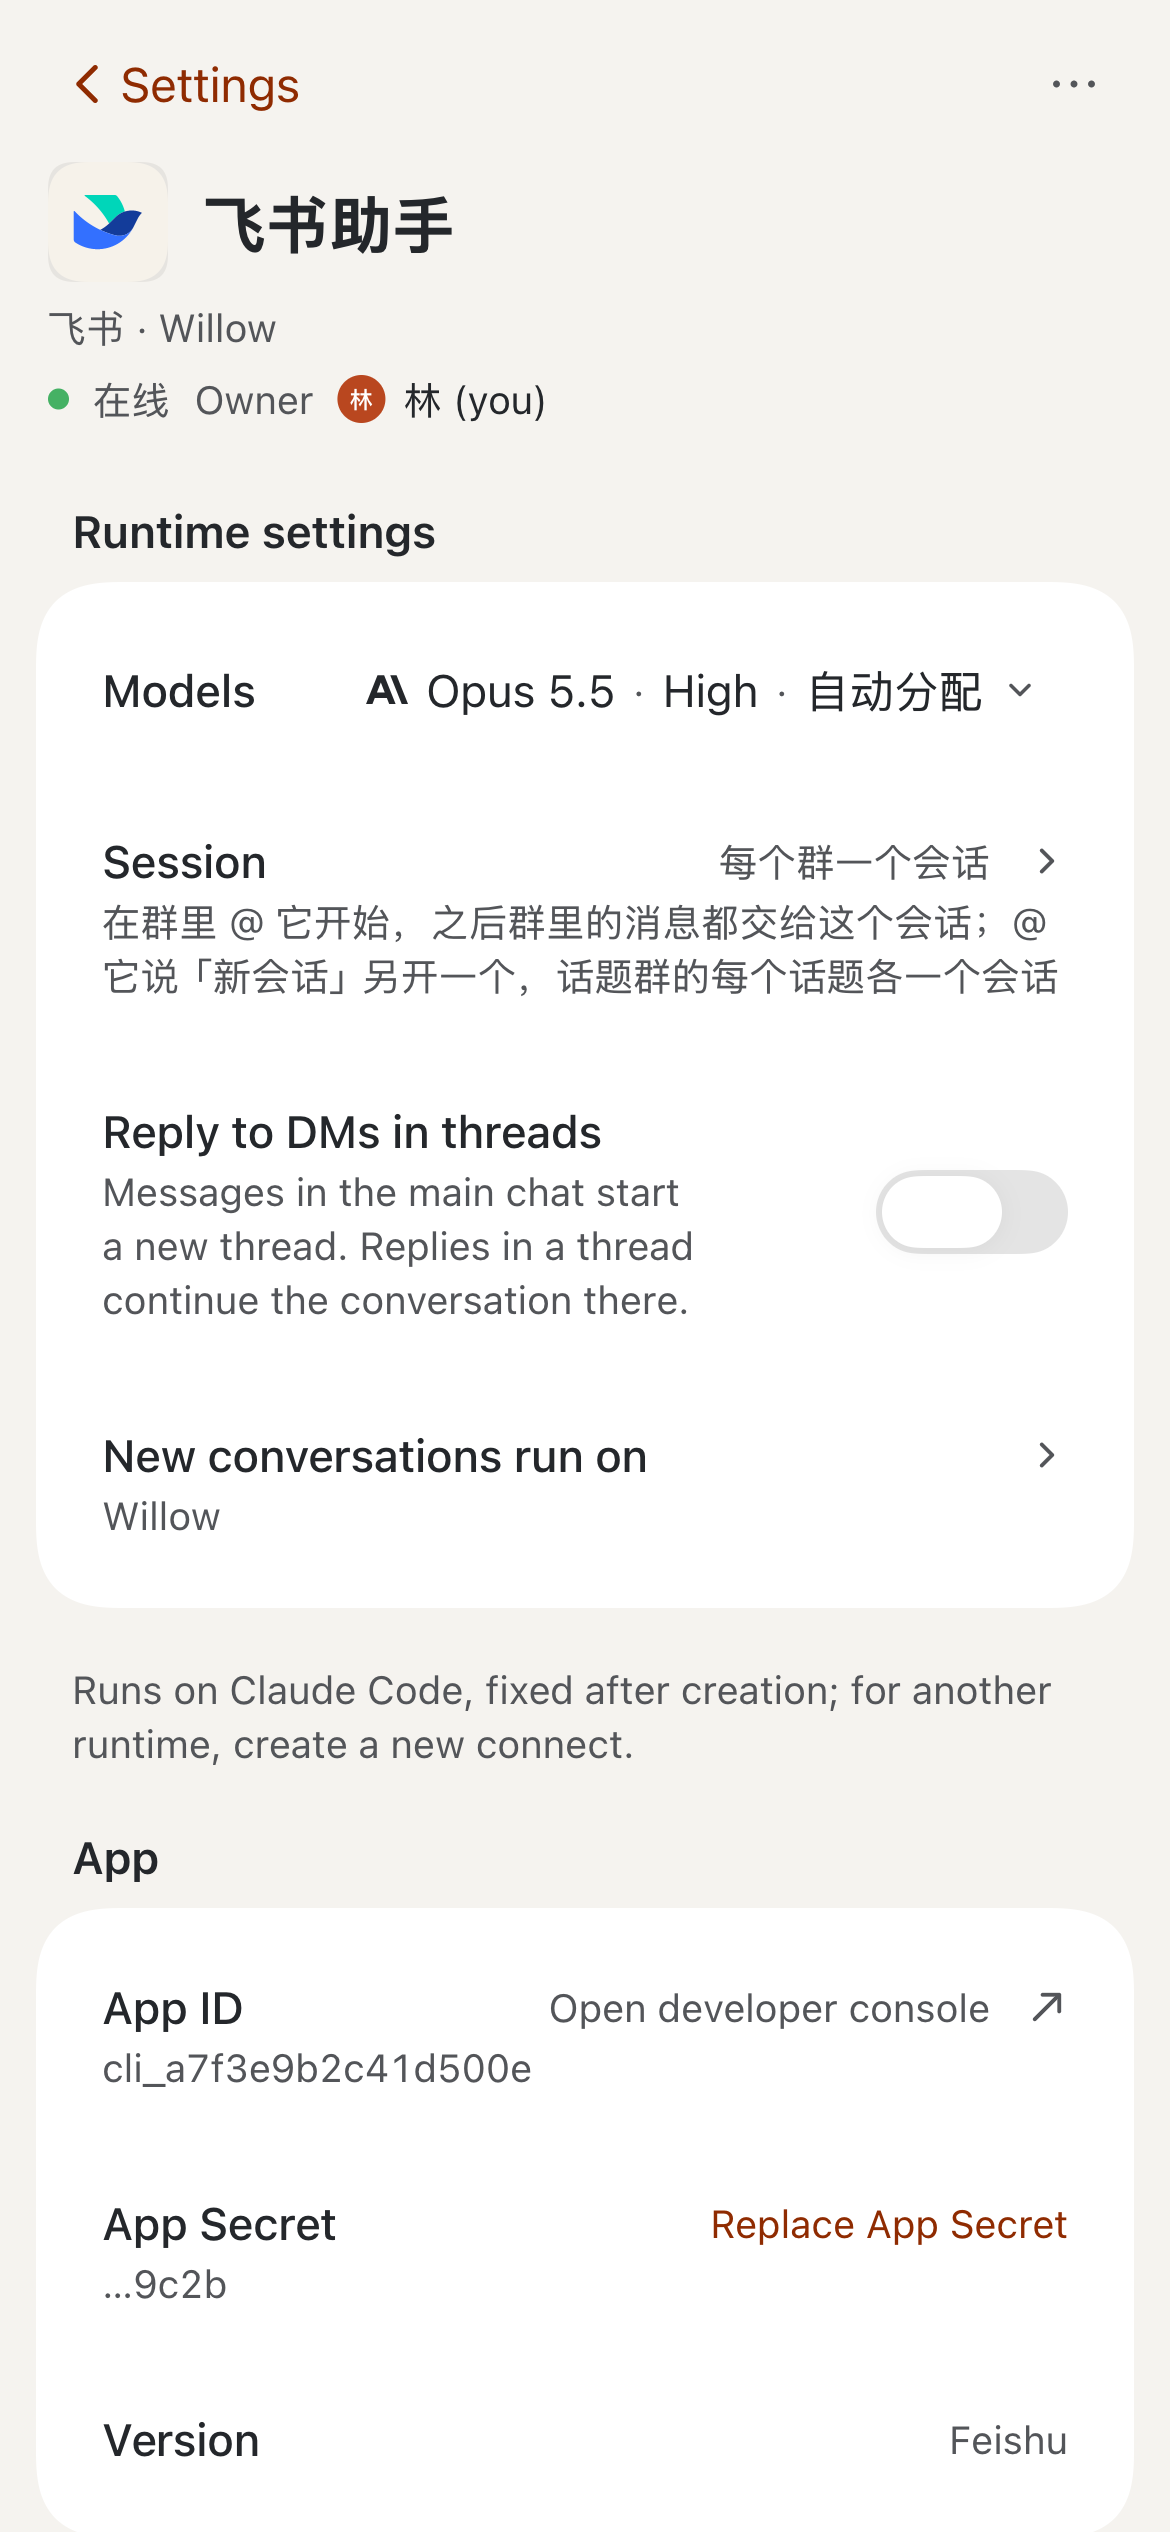 Settings
飞书助手
飞书 · Willow
在线 Owner 林 林 (you)
Runtime settings
Models Opus 5.5 · High · 自动分配
Session 每个群一个会话
在群里 @ 它开始，之后群里的消息都交给这个会话；@
它说「新会话」另开一个，话题群的每个话题各一个会话
Reply to DMs in threads
Messages in the main chat start
a new thread. Replies in a thread
continue the conversation there.
New conversations run on
Willow
Runs on Claude Code, fixed after creation; for another
runtime, create a new connect.
App
App ID Open developer console
cli_a7f3e9b2c41d500e
App Secret Replace App Secret
...9c2b
Version Feishu